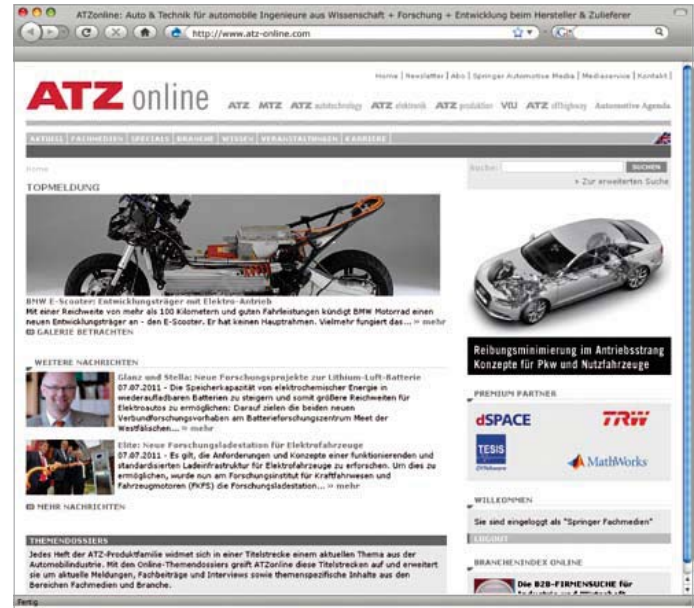 ATZonline: Auto & Technik für automobile Ingenieure aus Wissenschaft + Forschung + Entwicklung beim Hersteller & Zulieferer
http://www.atz-online.com
Home | Newsletter | Abo | Springer Automotive Media | Mediaservice | Kontakt |
ATZ online
ATZ MTZ ATZ autotechnology ATZ elektronik ATZ produktion VfU ATZ offhighway Automotive Agenda
AKTUELL | FACHMEDIEN | SPECIALS | BRANCHE | WISSEN | VERANSTALTUNGEN | KARRIERE |
Home
Suche: SUCHEN
» Zur erweiterten Suche
TOPMELDUNG
BMW E-Scooter: Entwicklungsträger mit Elektro-Antrieb
Mit einer Reichweite von mehr als 100 Kilometern und guten Fahrleistungen kündigt BMW Motorrad einen
neuen Entwicklungsträger an - den E-Scooter. Er hat keinen Hauptrahmen. Vielmehr fungiert das... » mehr
GALERIE BETRACHTEN
WEITERE NACHRICHTEN
Glanz und Stella: Neue Forschungsprojekte zur Lithium-Luft-Batterie
07.07.2011 - Die Speicherkapazität von elektrochemischer Energie in
wiederaufladbaren Batterien zu steigern und somit größere Reichweiten für
Elektroautos zu ermöglichen: Darauf zielen die beiden neuen
Verbundforschungsvorhaben am Batterieforschungszentrum Meet der
Westfälischen... » mehr
Elite: Neue Forschungsladestation für Elektrofahrzeuge
07.07.2011 - Es gilt, die Anforderungen und Konzepte einer funktionierenden und
standardisierten Ladeinfrastruktur für Elektrofahrzeuge zu erforschen. Um dies zu
ermöglichen, wurde nun am Forschungsinstitut für Kraftfahrwesen und
Fahrzeugmotoren (FKFS) die Forschungsladestation... » mehr
MEHR NACHRICHTEN
THEMENDOSSIERS
Jedes Heft der ATZ-Produktfamilie widmet sich in einer Titelstrecke einem aktuellen Thema aus der
Automobilindustrie. Mit den Online-Themendossiers greift ATZonline diese Titelstrecken auf und erweitert
sie um aktuelle Meldungen, Fachbeiträge und Interviews sowie themenspezifische Inhalte aus den
Bereichen Fachmedien und Branche.
Reibungsminimierung im Antriebsstrang
Konzepte für Pkw und Nutzfahrzeuge
PREMIUM PARTNER
dSPACE TRW
TESIS MathWorks
WILLKOMMEN
Sie sind eingeloggt als "Springer Fachmedien"
LOGOUT
BRANCHENINDEX ONLINE
Die B2B-FIRMENSUCHE für
Industrie und Wirtschaft
Fertig